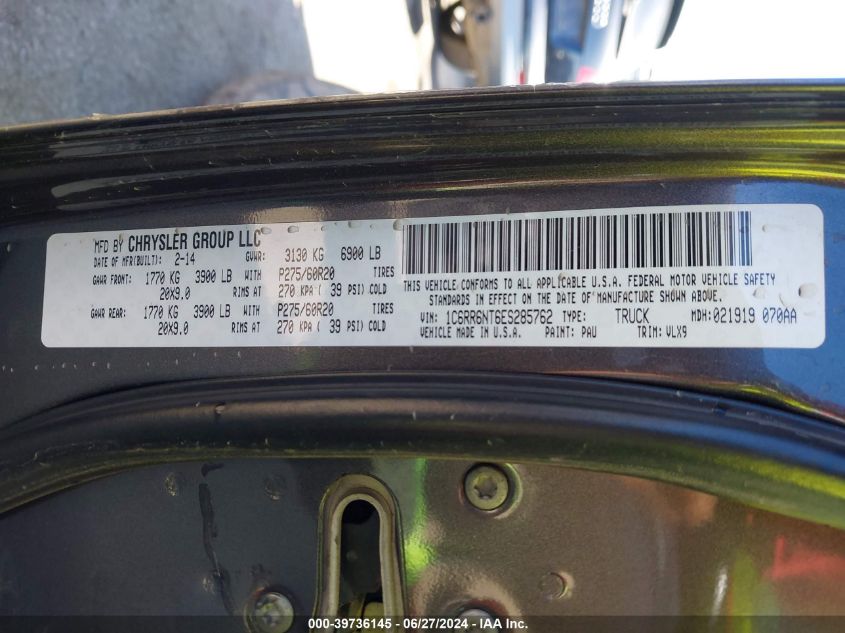 MFD BY CHRYSLER GROUP LLC
DATE OF MFR(BUILT): 2-14 GVWR: 3130 KG 6900 LB
GAWR FRONT: 1770 KG 3900 LB WITH P275/60R20 TIRES
20X9.0 RIMS AT 270 KPA ( 39 PSI) COLD
GAWR REAR: 1770 KG 3900 LB WITH P275/60R20 TIRES
20X9.0 RIMS AT 270 KPA ( 39 PSI) COLD
THIS VEHICLE CONFORMS TO ALL APPLICABLE U.S.A. FEDERAL MOTOR VEHICLE SAFETY
STANDARDS IN EFFECT ON THE DATE OF MANUFACTURE SHOWN ABOVE.
VIN: 1C6RR6NT6ES285762 TYPE: TRUCK MDH: 021919 070AA
VEHICLE MADE IN U.S.A. PAINT: PAU TRIM: VLX9
000-39736145 - 06/27/2024 - IAA Inc.